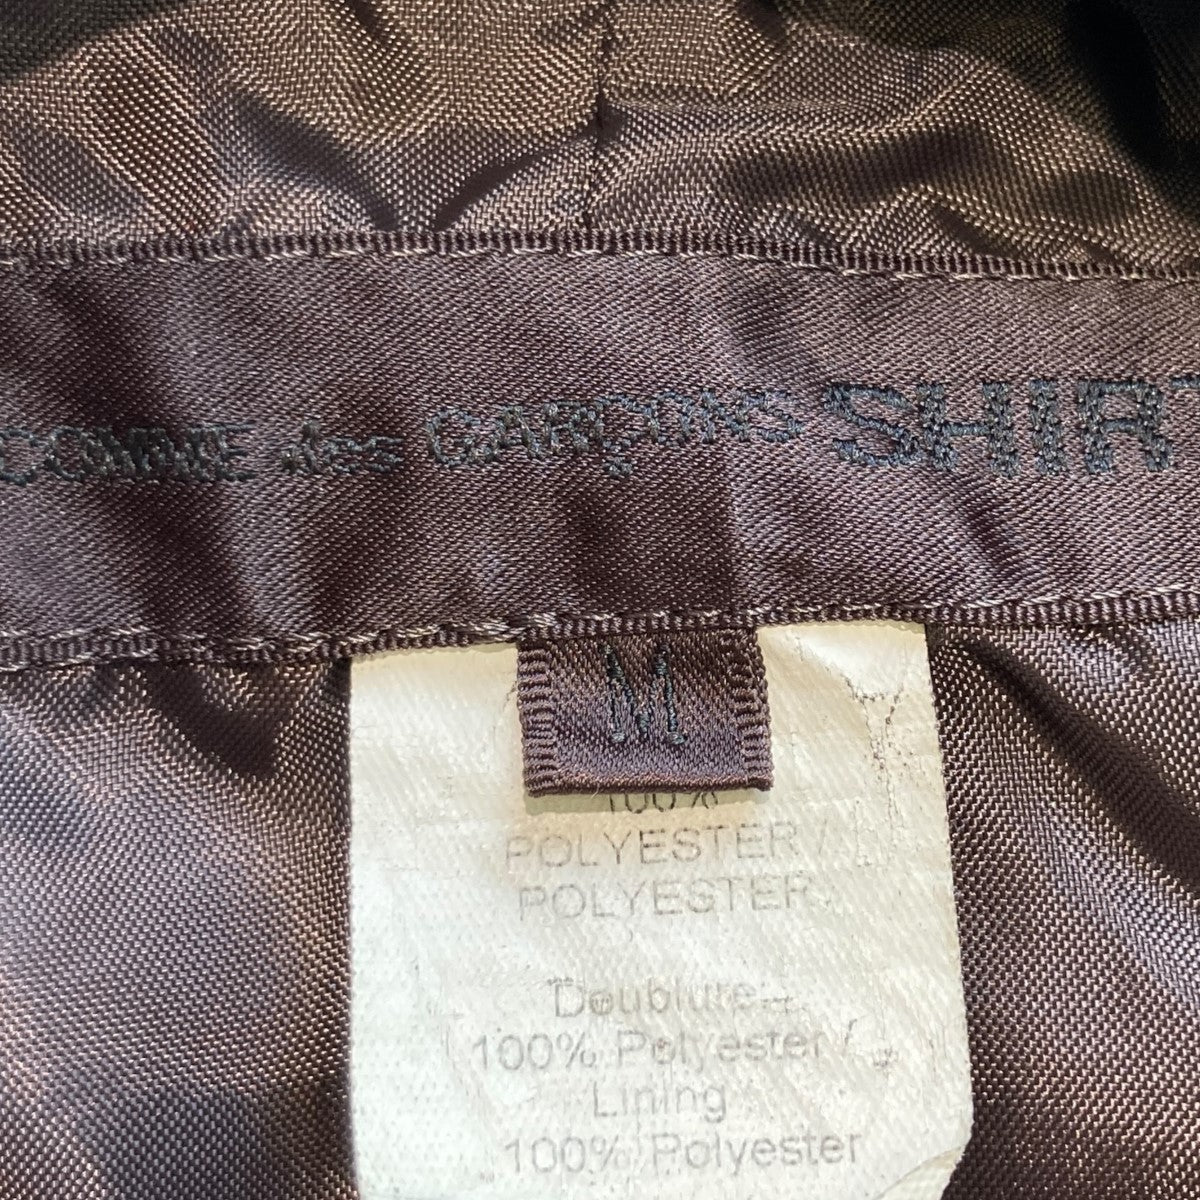 COMME des GARÇONS SHIRT
M
100%
POLYESTER /
POLYESTER
Doublure
100% Polyester /
Lining
100% Polyester